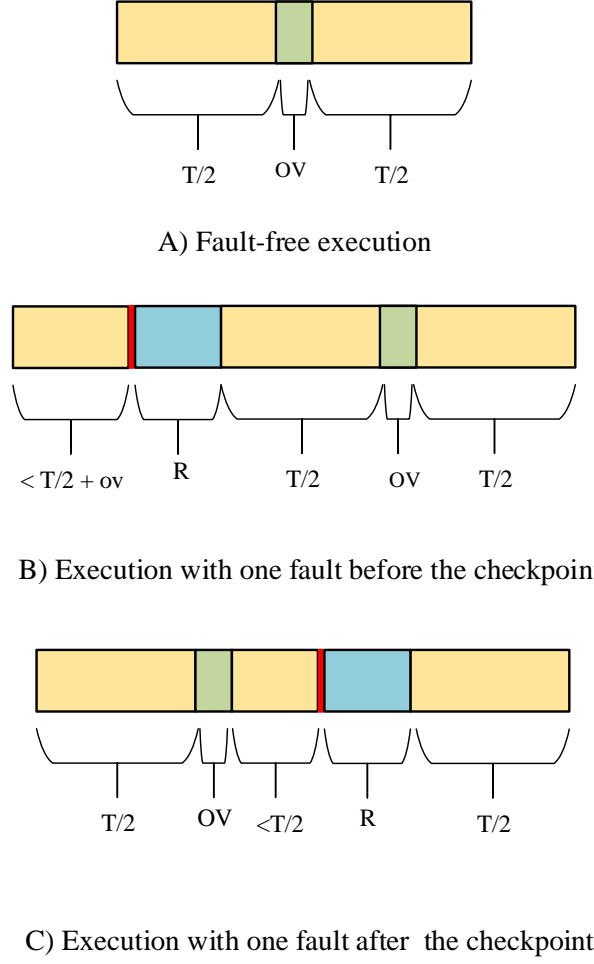 T/2 OV T/2
A) Fault-free execution
< T/2 + ov R T/2 OV T/2
B) Execution with one fault before the checkpoin
T/2 OV <T/2 R T/2
C) Execution with one fault after the checkpoint